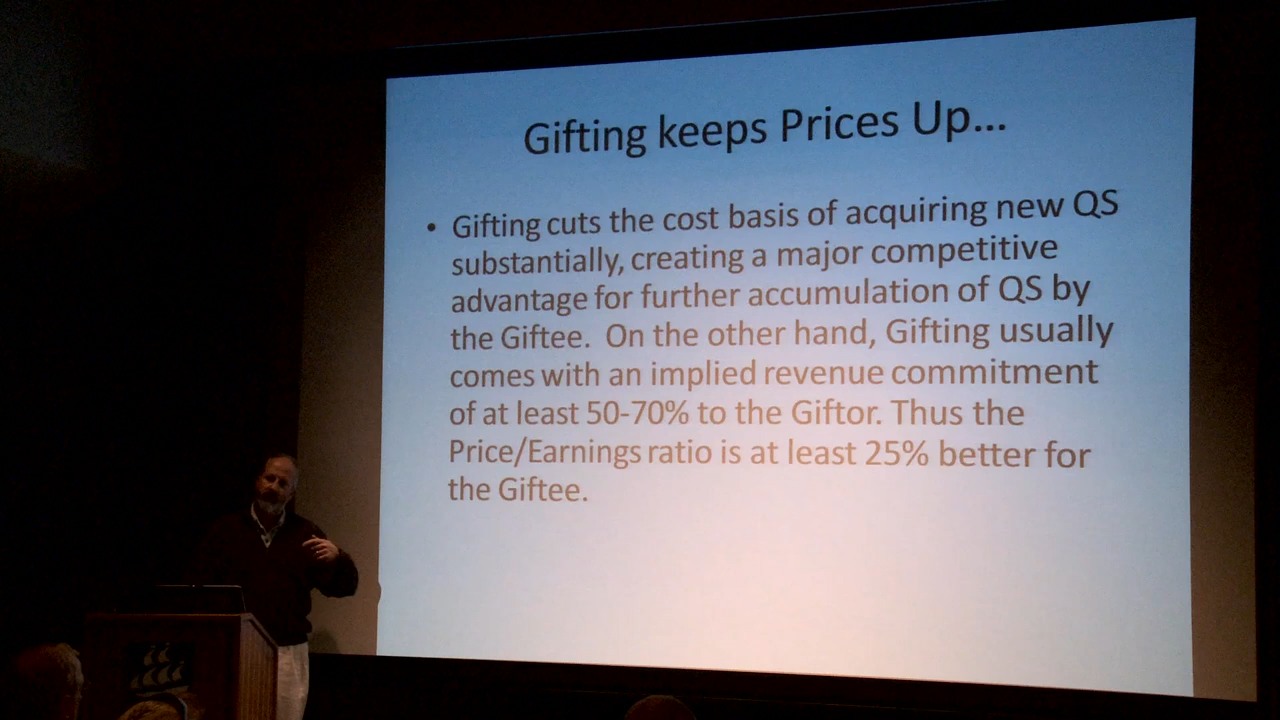 Gifting keeps Prices Up...
• Gifting cuts the cost basis of acquiring new QS
substantially, creating a major competitive
advantage for further accumulation of QS by
the Giftee. On the other hand, Gifting usually
comes with an implied revenue commitment
of at least 50-70% to the Giftor. Thus the
Price/Earnings ratio is at least 25% better for
the Giftee.